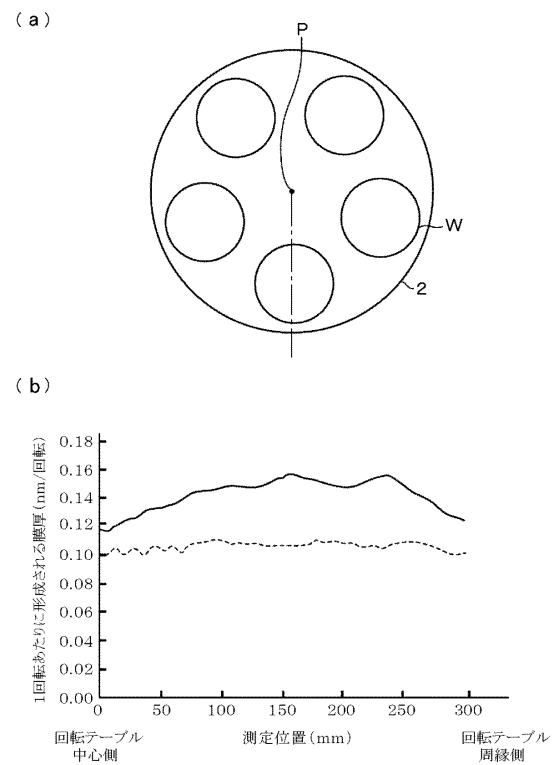 (a)
P
W
2
(b)
1回転あたりに形成される膜厚(nm/回転)
0.18
0.16
0.14
0.12
0.10
0.08
0.06
0.04
0.02
0.00
0 50 100 150 200 250 300
回転テーブル 測定位置(mm) 回転テーブル
中心側 周縁側